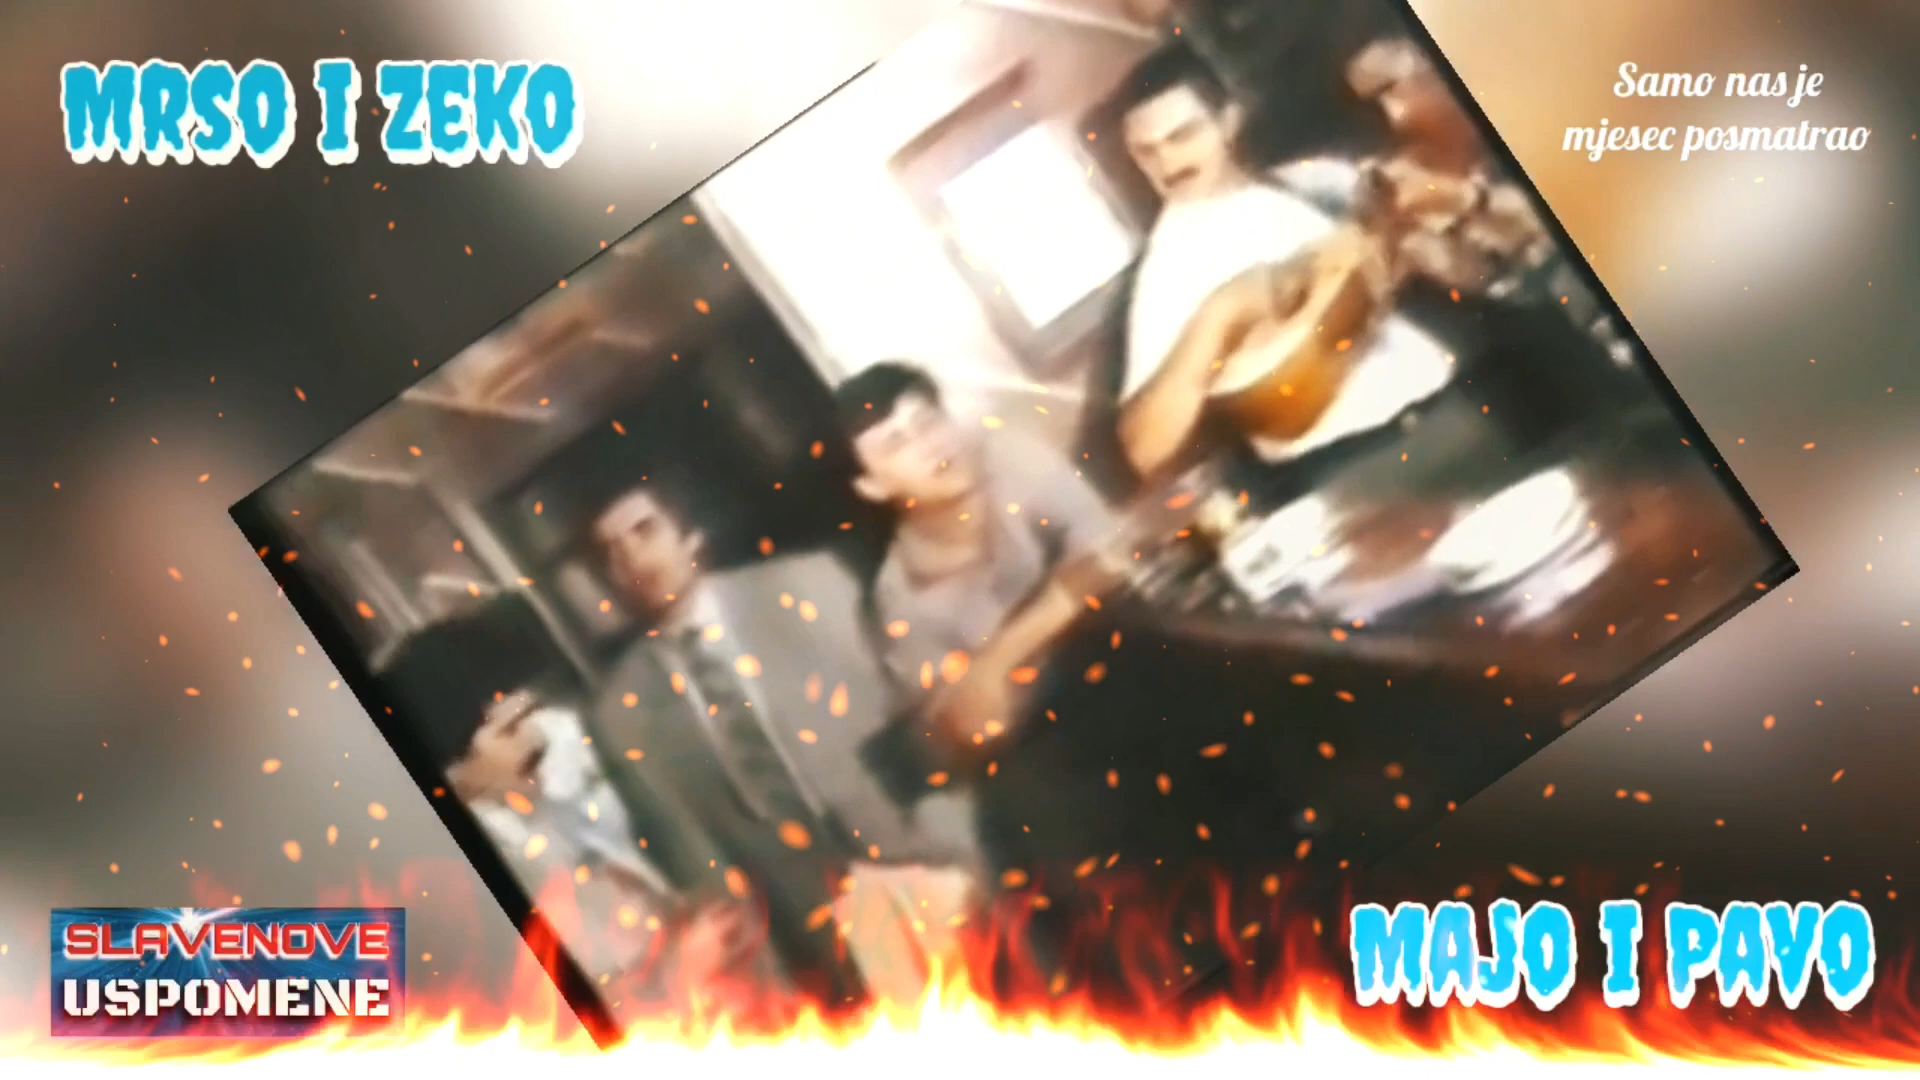 MRSO I ZEKO
Samo nas je
mjesec posmatrao
SLAVENOVE
USPOMENE
MAJO I PAVO